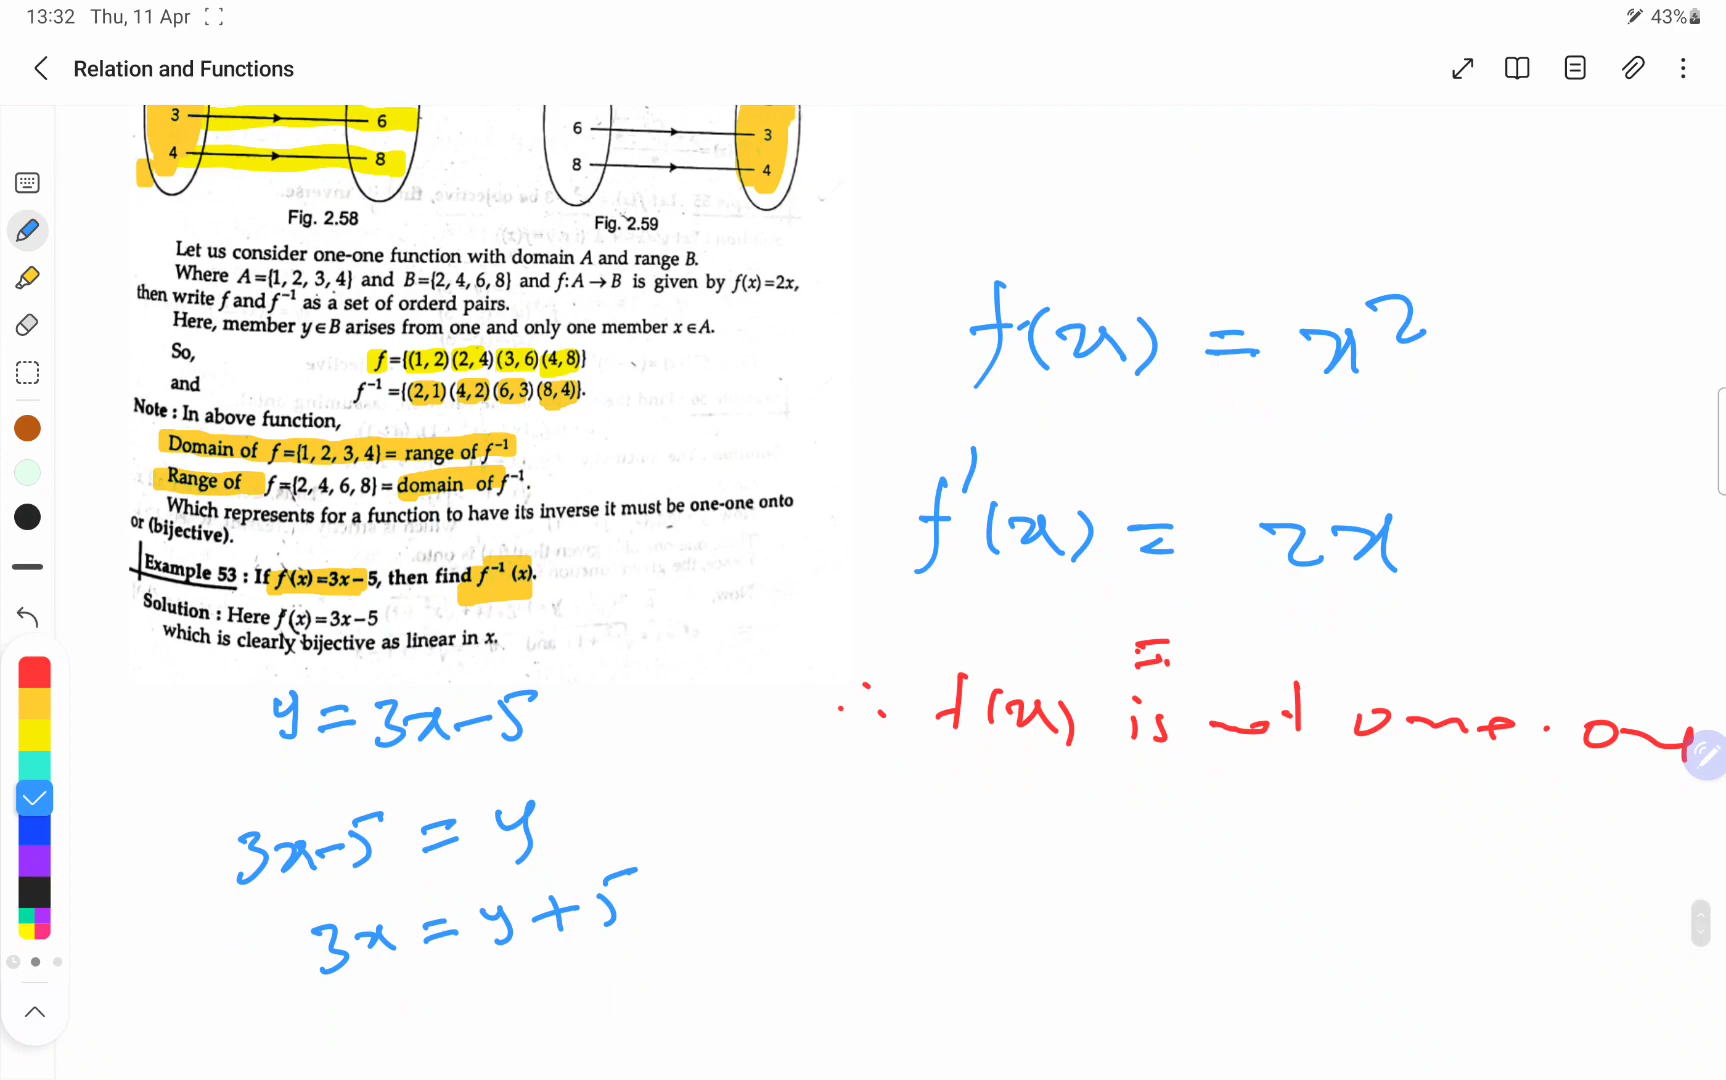 13:32 Thu, 11 Apr 43%
Relation and Functions
3 6 6 3
4 8 8 4
Fig. 2.58 Fig. 2.59
Let us consider one-one function with domain A and range B.
Where A={1, 2, 3, 4} and B={2, 4, 6, 8} and f:A→B is given by f(x)=2x,
then write f and f⁻¹ as a set of orderd pairs.
Here, member y∈B arises from one and only one member x∈A.
So, f={(1, 2)(2, 4)(3, 6)(4, 8)}
and f⁻¹={(2,1)(4,2)(6,3)(8,4)}.
Note : In above function,
Domain of f={1, 2, 3, 4}= range of f⁻¹
Range of f={2, 4, 6, 8}= domain of f⁻¹.
Which represents for a function to have its inverse it must be one-one onto
or (bijective).
Example 53 : If f(x)=3x−5, then find f⁻¹(x).
Solution : Here f(x)=3x−5
which is clearly bijective as linear in x.
y=3x-5
3x-5 = y
3x = y+5
f(x) = x²
f'(x) = 2x
∴ f(x) is not one-one